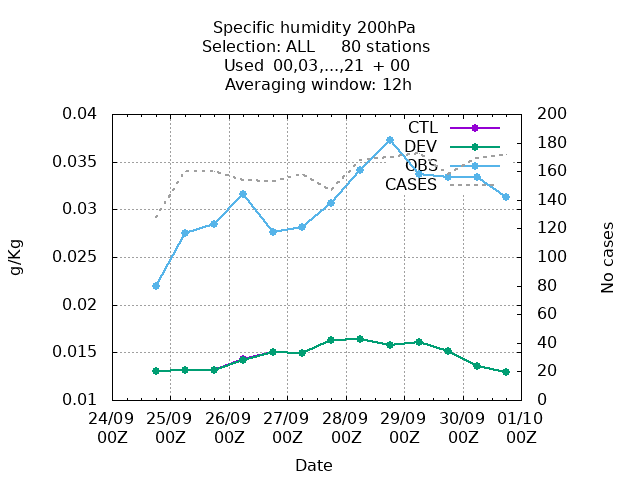 Specific humidity 200hPa
Selection: ALL 80 stations
Used 00,03,...,21 + 00
Averaging window: 12h
g/Kg
0.04
0.035
0.03
0.025
0.02
0.015
0.01
CTL
DEV
OBS
CASES
200
180
160
140
120
100
80
60
40
20
0
No cases
24/09 25/09 26/09 27/09 28/09 29/09 30/09 01/10
00Z 00Z 00Z 00Z 00Z 00Z 00Z 00Z
Date